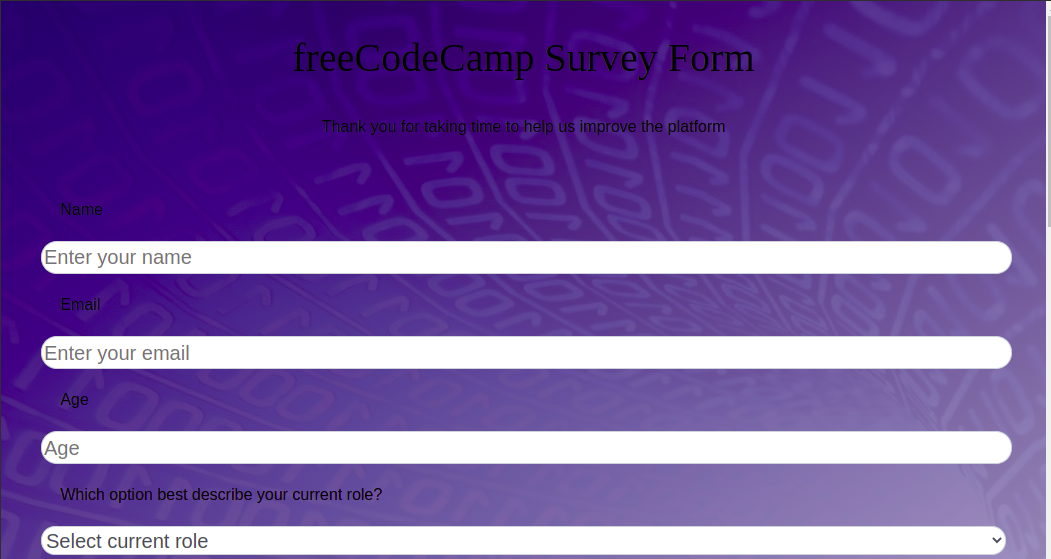 freeCodeCamp Survey Form
Thank you for taking time to help us improve the platform
Name
Enter your name
Email
Enter your email
Age
Age
Which option best describe your current role?
Select current role